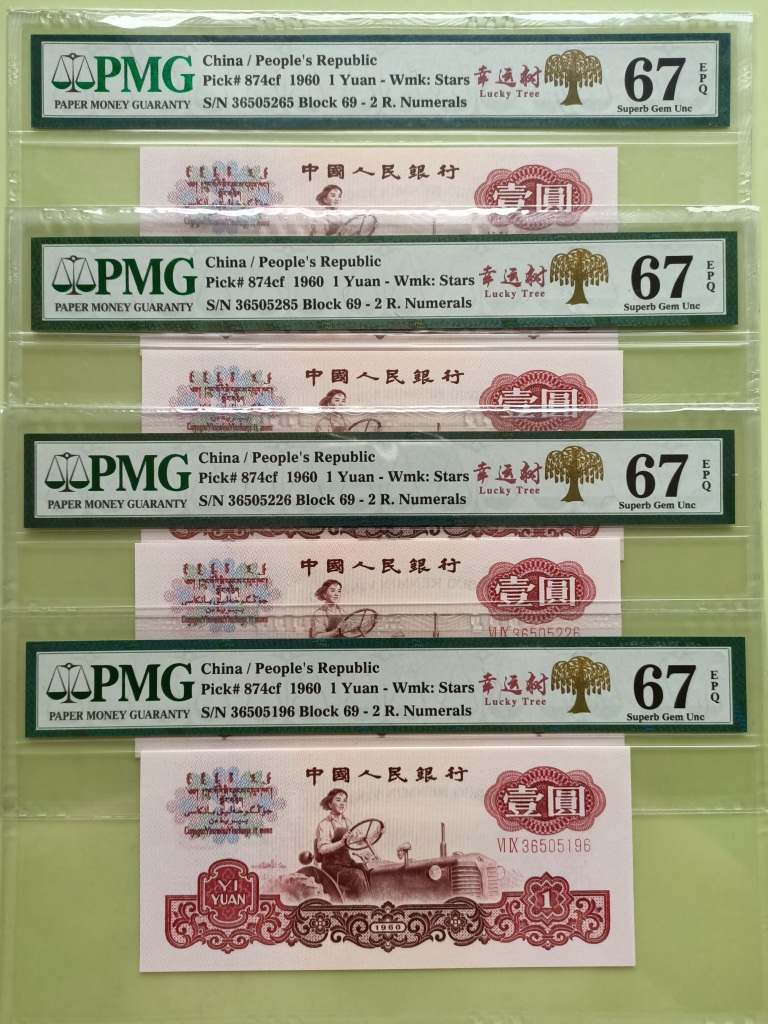 PMG
PAPER MONEY GUARANTY
China / People's Republic
Pick# 874cf 1960 1 Yuan - Wmk: Stars
S/N 36505265 Block 69 - 2 R. Numerals
幸运树
Lucky Tree
67
EPQ
Superb Gem Unc
中國人民銀行
壹圓
PMG
PAPER MONEY GUARANTY
China / People's Republic
Pick# 874cf 1960 1 Yuan - Wmk: Stars
S/N 36505285 Block 69 - 2 R. Numerals
幸运树
Lucky Tree
67
EPQ
Superb Gem Unc
中國人民銀行
壹圓
PMG
PAPER MONEY GUARANTY
China / People's Republic
Pick# 874cf 1960 1 Yuan - Wmk: Stars
S/N 36505226 Block 69 - 2 R. Numerals
幸运树
Lucky Tree
67
EPQ
Superb Gem Unc
中國人民銀行
壹圓
VI IX 36505226
PMG
PAPER MONEY GUARANTY
China / People's Republic
Pick# 874cf 1960 1 Yuan - Wmk: Stars
S/N 36505196 Block 69 - 2 R. Numerals
幸运树
Lucky Tree
67
EPQ
Superb Gem Unc
中國人民銀行
壹圓
VI IX 36505196
YI
YUAN
1960
1